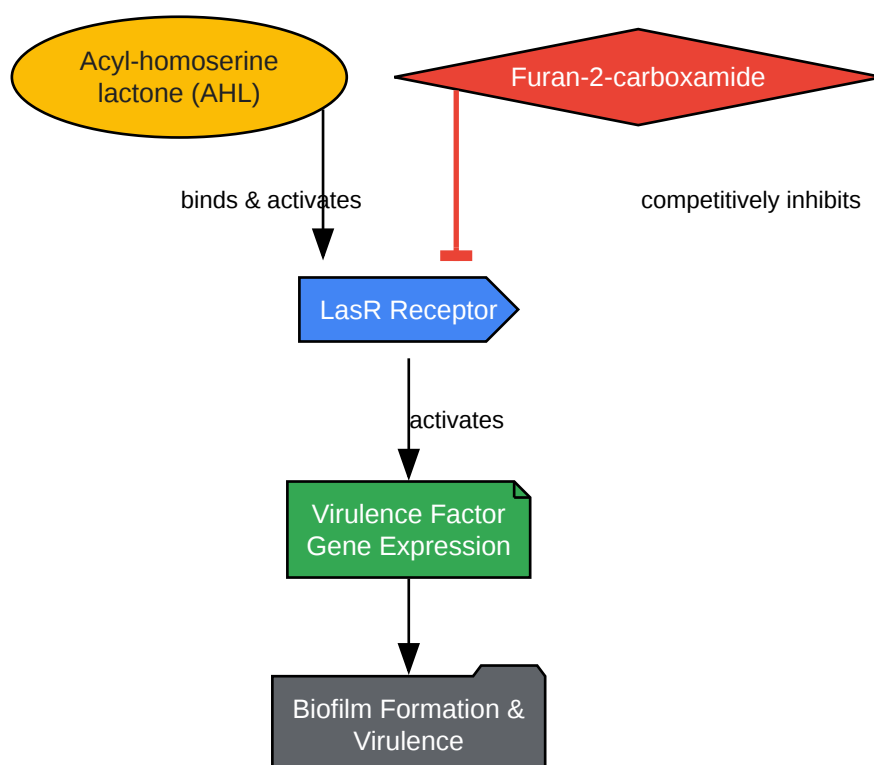 Acyl-homoserine
lactone (AHL)
Furan-2-carboxamide
binds & activates
competitively inhibits
LasR Receptor
activates
Virulence Factor
Gene Expression
Biofilm Formation &
Virulence